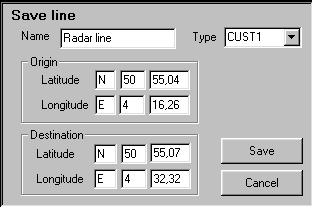 Save line
Name Radar line Type CUST1
Origin
Latitude N 50 55,04
Longitude E 4 16,26
Destination
Latitude N 50 55,07
Longitude E 4 32,32
Save
Cancel